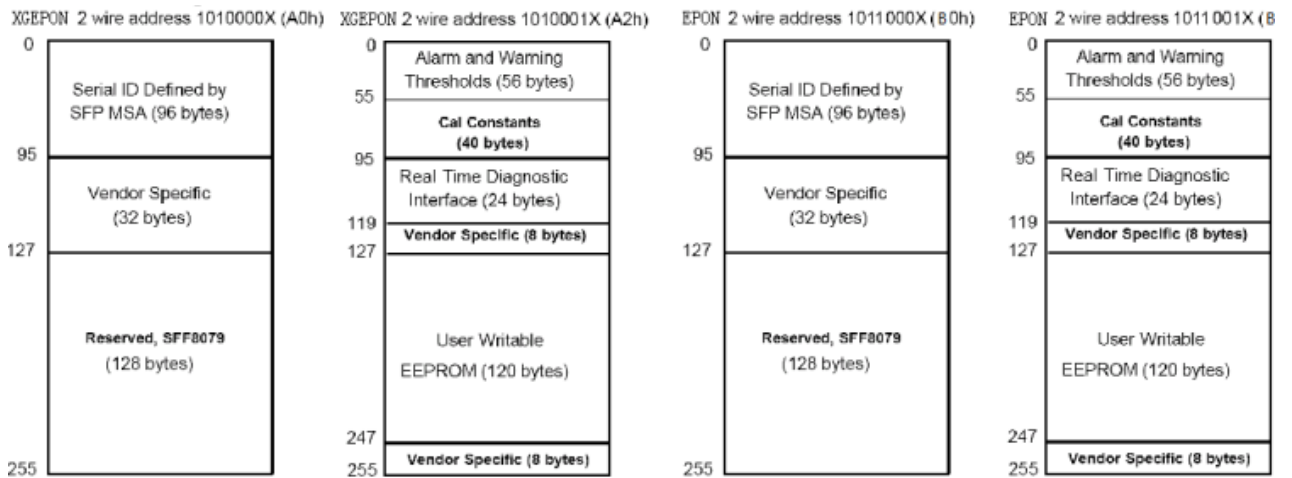 XGEPON 2 wire address 1010000X (A0h)
0
Serial ID Defined by
SFP MSA (96 bytes)
95
Vendor Specific
(32 bytes)
127
Reserved, SFF8079
(128 bytes)
255
XGEPON 2 wire address 1010001X (A2h)
0
Alarm and Warning
Thresholds (56 bytes)
55
Cal Constants
(40 bytes)
95
Real Time Diagnostic
Interface (24 bytes)
119
Vendor Specific (8 bytes)
127
User Writable
EEPROM (120 bytes)
247
Vendor Specific (8 bytes)
255
EPON 2 wire address 1011000X (B0h)
0
Serial ID Defined by
SFP MSA (96 bytes)
95
Vendor Specific
(32 bytes)
127
Reserved, SFF8079
(128 bytes)
255
EPON 2 wire address 1011001X (B
0
Alarm and Warning
Thresholds (56 bytes)
55
Cal Constants
(40 bytes)
95
Real Time Diagnostic
Interface (24 bytes)
119
Vendor Specific (8 bytes)
127
User Writable
EEPROM (120 bytes)
247
Vendor Specific (8 bytes)
255